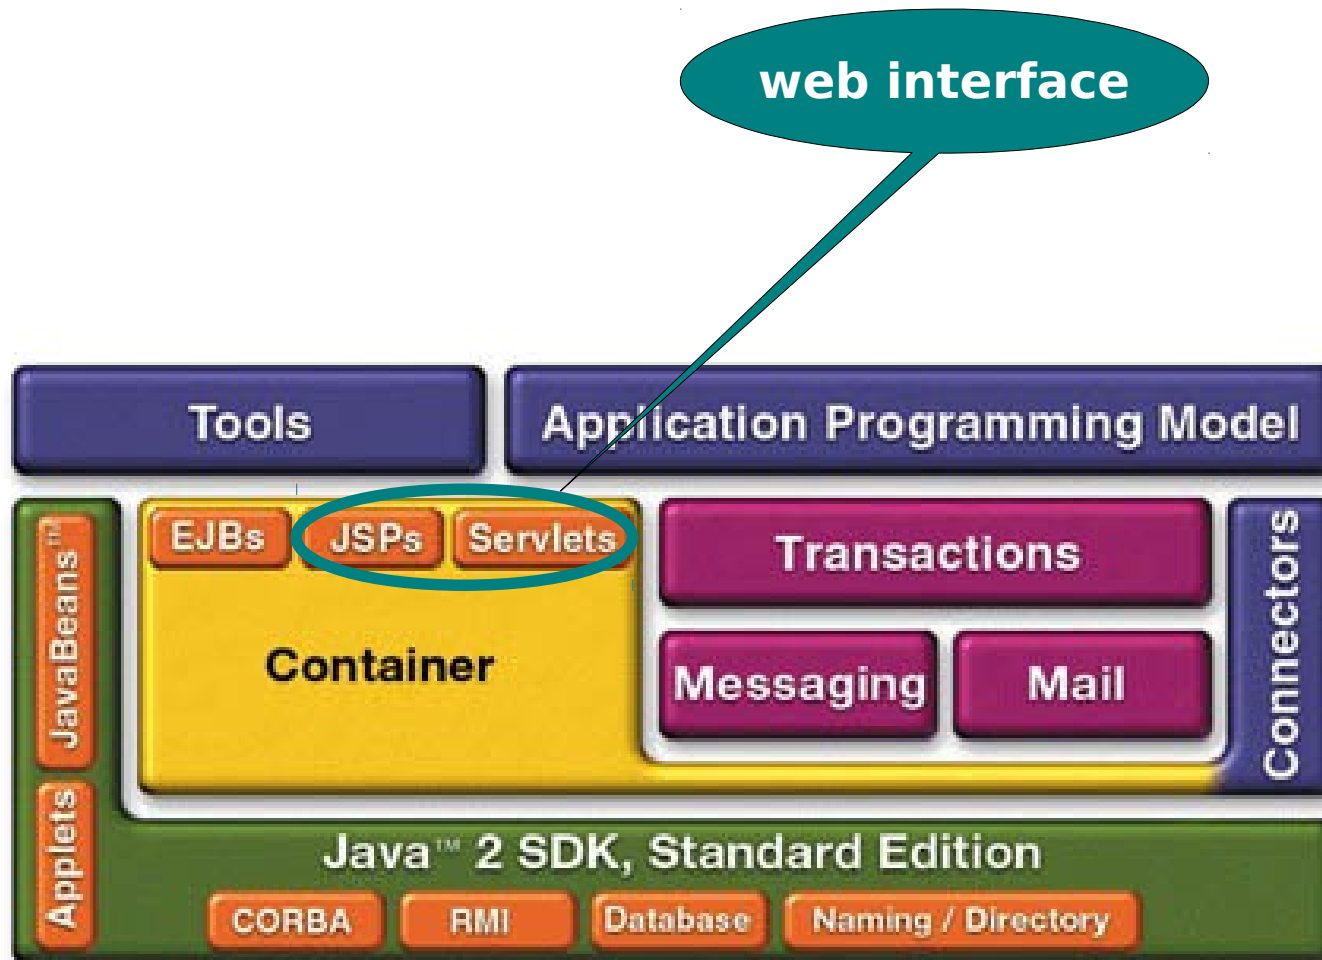 web interface
Tools
Application Programming Model
EJBs
JSPs
Servlets
Container
Transactions
Messaging
Mail
Connectors
JavaBeans™
Applets
Java™ 2 SDK, Standard Edition
CORBA
RMI
Database
Naming / Directory